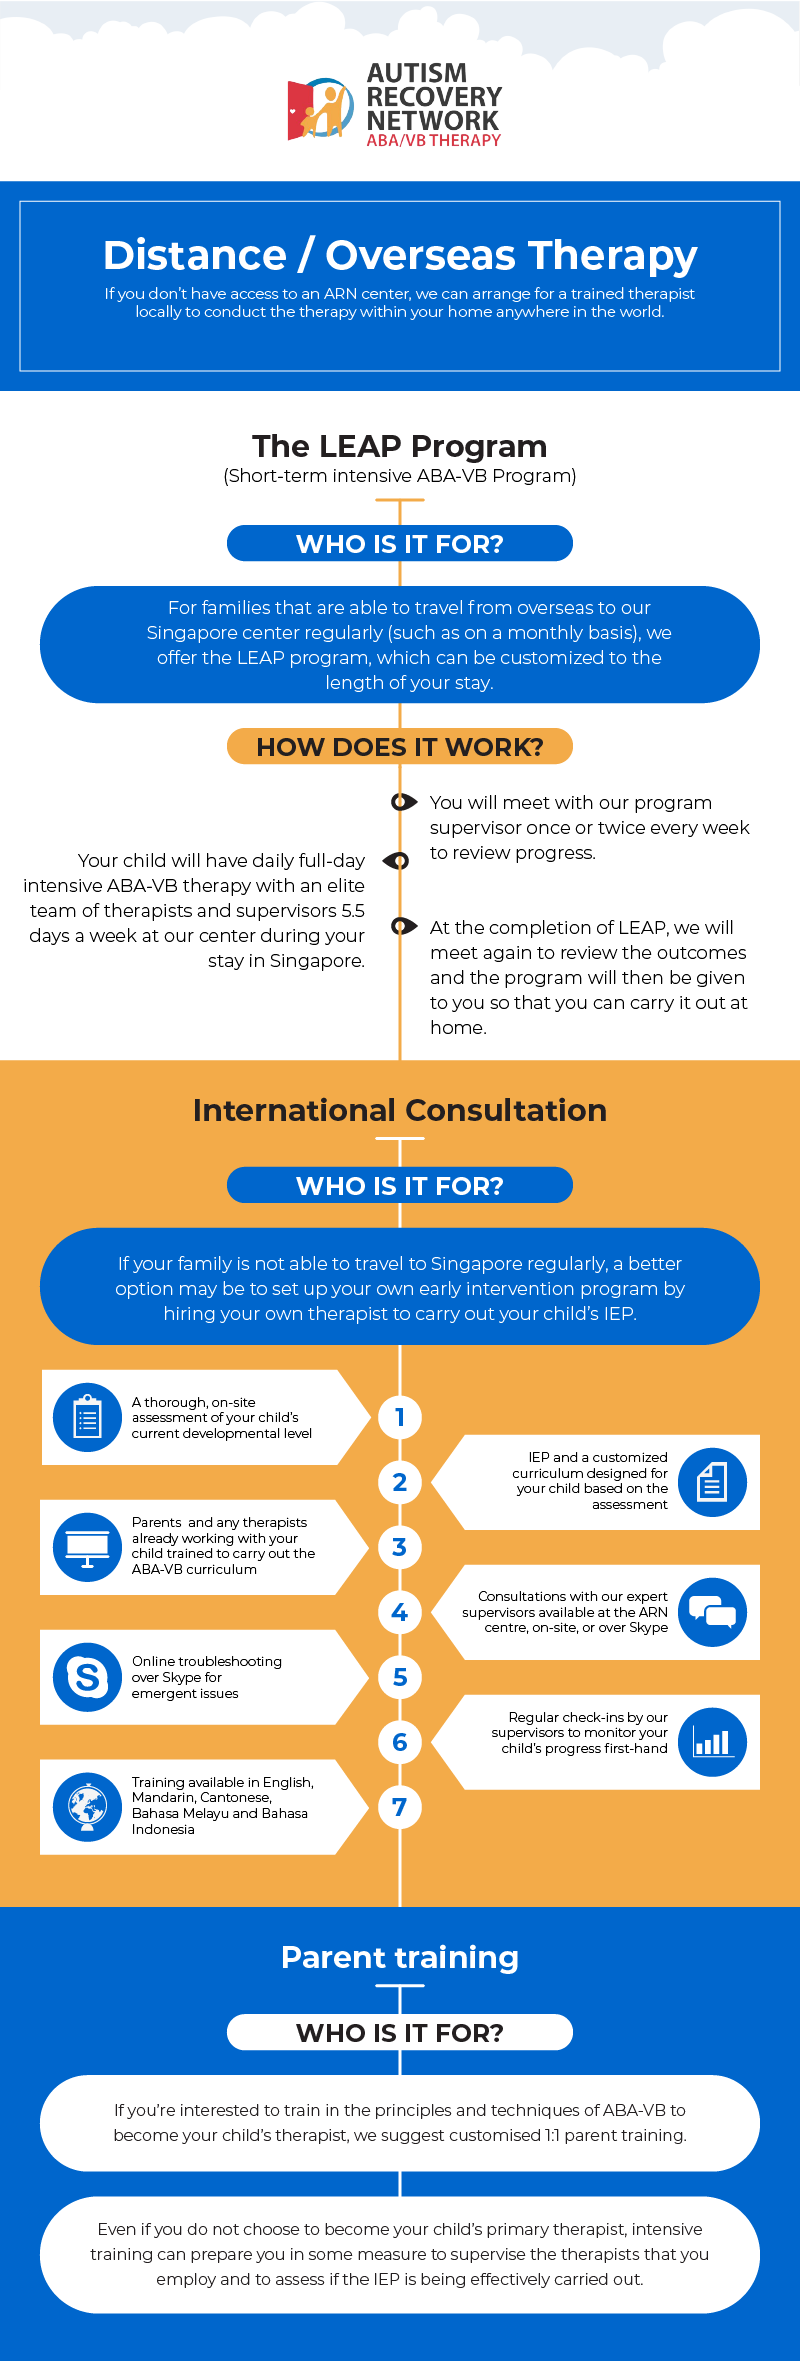 AUTISM
RECOVERY
NETWORK
ABA/VB THERAPY
Distance / Overseas Therapy
If you don't have access to an ARN center, we can arrange for a trained therapist
locally to conduct the therapy within your home anywhere in the world.
The LEAP Program
(Short-term intensive ABA-VB Program)
WHO IS IT FOR?
For families that are able to travel from overseas to our
Singapore center regularly (such as on a monthly basis), we
offer the LEAP program, which can be customized to the
length of your stay.
HOW DOES IT WORK?
You will meet with our program
supervisor once or twice every week
to review progress.
Your child will have daily full-day
intensive ABA-VB therapy with an elite
team of therapists and supervisors 5.5
days a week at our center during your
stay in Singapore.
At the completion of LEAP, we will
meet again to review the outcomes
and the program will then be given
to you so that you can carry it out at
home.
International Consultation
WHO IS IT FOR?
If your family is not able to travel to Singapore regularly, a better
option may be to set up your own early intervention program by
hiring your own therapist to carry out your child's IEP.
A thorough, on-site
assessment of your child's
current developmental level
1
2
IEP and a customized
curriculum designed for
your child based on the
assessment
Parents and any therapists
already working with your
child trained to carry out the
ABA-VB curriculum
3
4
Consultations with our expert
supervisors available at the ARN
centre, on-site, or over Skype
Online troubleshooting
over Skype for
emergent issues
5
6
Regular check-ins by our
supervisors to monitor your
child's progress first-hand
Training available in English,
Mandarin, Cantonese,
Bahasa Melayu and Bahasa
Indonesia
7
Parent training
WHO IS IT FOR?
If you're interested to train in the principles and techniques of ABA-VB to
become your child's therapist, we suggest customised 1:1 parent training.
Even if you do not choose to become your child's primary therapist, intensive
training can prepare you in some measure to supervise the therapists that you
employ and to assess if the IEP is being effectively carried out.